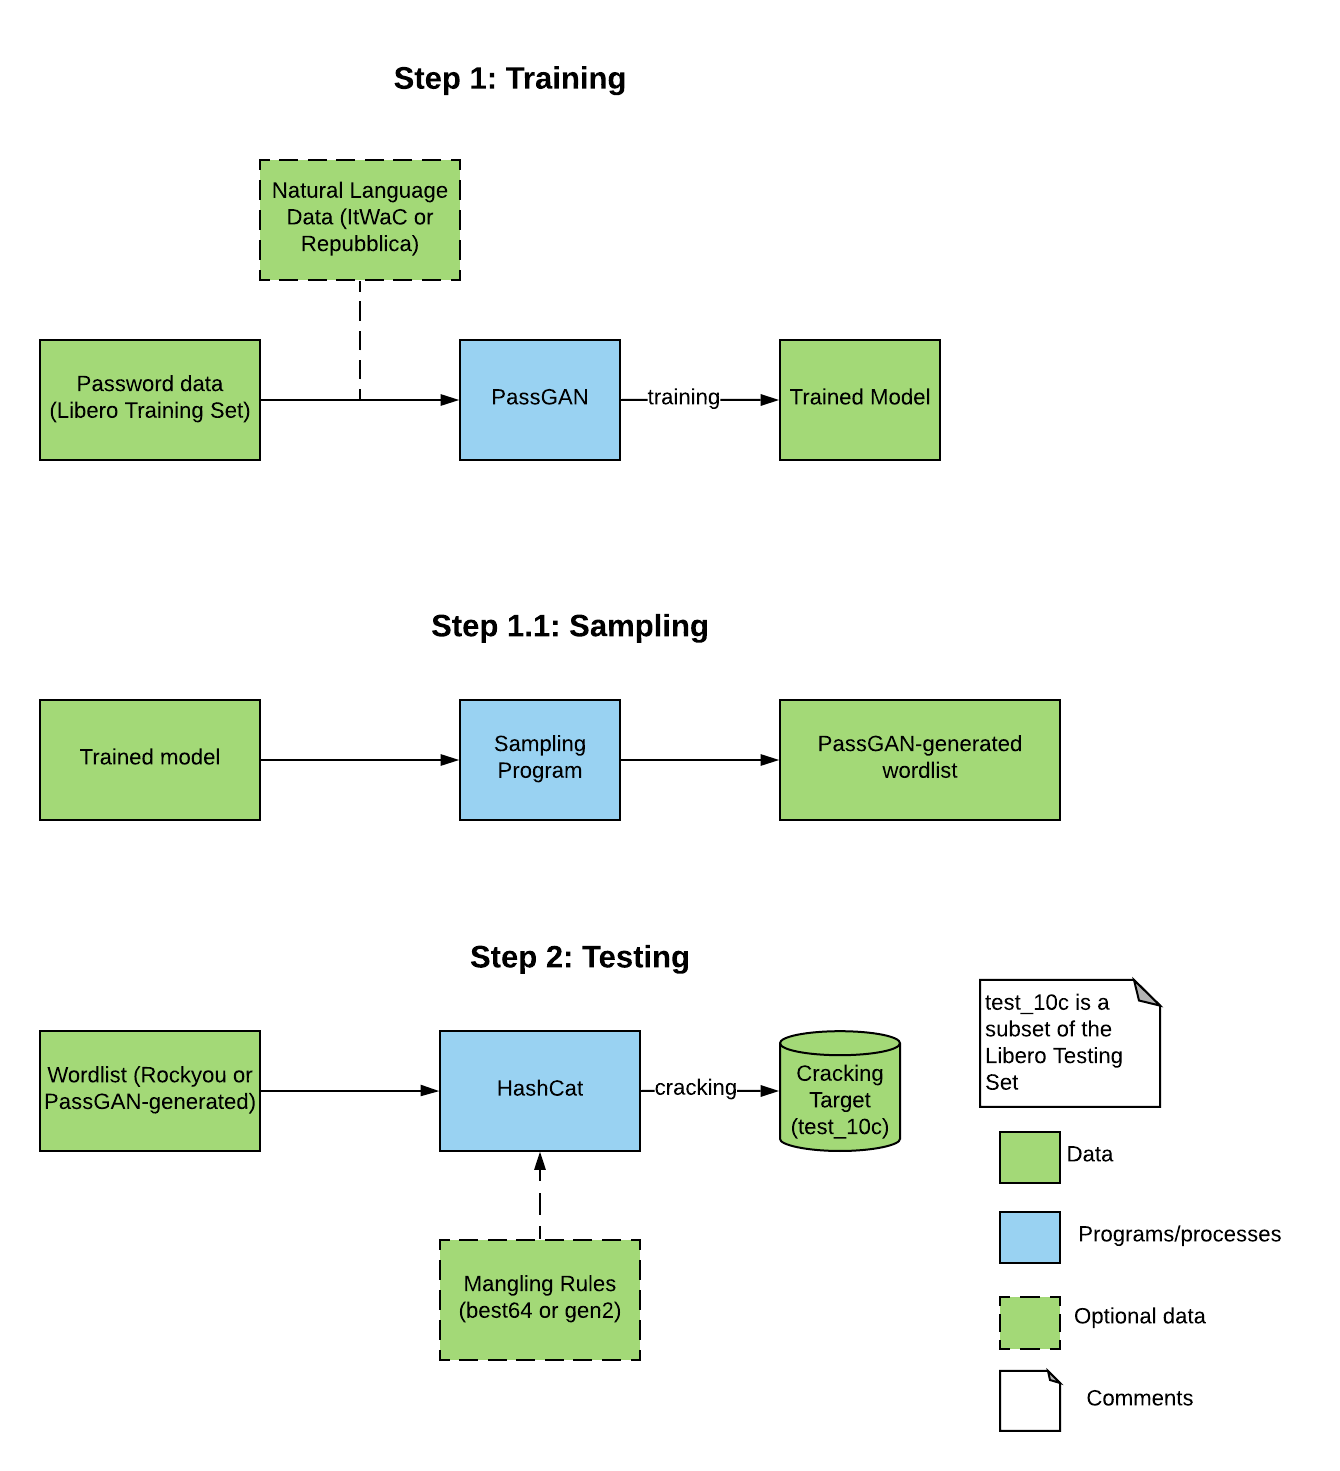 Step 1: Training
Natural Language
Data (ItWaC or
Repubblica)
Password data
(Libero Training Set)
PassGAN
training
Trained Model
Step 1.1: Sampling
Trained model
Sampling
Program
PassGAN-generated
wordlist
Step 2: Testing
Wordlist (Rockyou or
PassGAN-generated)
HashCat
cracking
Cracking
Target
(test_10c)
Mangling Rules
(best64 or gen2)
test_10c is a
subset of the
Libero Testing
Set
Data
Programs/processes
Optional data
Comments